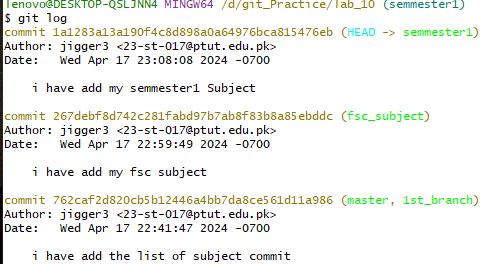 lenovo@DESKTOP-QSLJNN4 MINGW64 /d/git_Practice/lab_10 (semmester1)
$ git log
commit 1a1283a13a190f4c8d898a0a64976bca815476eb (HEAD -> semmester1)
Author: jigger3 <23-st-017@ptut.edu.pk>
Date:   Wed Apr 17 23:08:08 2024 -0700

    i have add my semmester1 Subject

commit 267debf8d742c281fabd97b7ab8f83b8a85ebddc (fsc_subject)
Author: jigger3 <23-st-017@ptut.edu.pk>
Date:   Wed Apr 17 22:59:49 2024 -0700

    i have add my fsc subject

commit 762caf2d820cb5b12446a4bb7da8ce561d11a986 (master, 1st_branch)
Author: jigger3 <23-st-017@ptut.edu.pk>
Date:   Wed Apr 17 22:41:47 2024 -0700

    i have add the list of subject commit